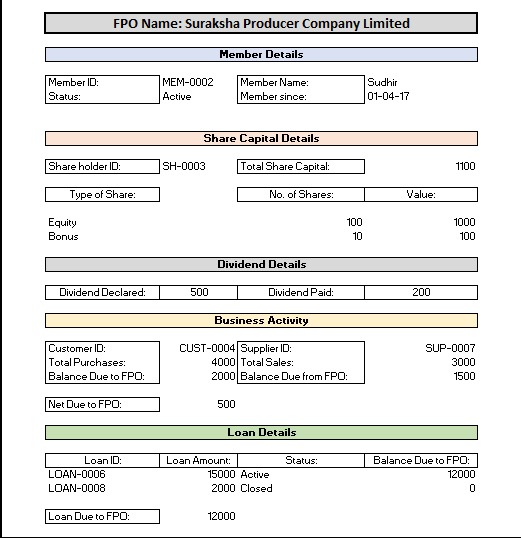 FPO Name: Suraksha Producer Company Limited
Member Details
Member ID: MEM-0002 Member Name: Sudhir
Status: Active Member since: 01-04-17
Share Capital Details
Share holder ID: SH-0003 Total Share Capital: 1100
Type of Share: No. of Shares: Value:
Equity 100 1000
Bonus 10 100
Dividend Details
Dividend Declared: 500 Dividend Paid: 200
Business Activity
Customer ID: CUST-0004 Supplier ID: SUP-0007
Total Purchases: 4000 Total Sales: 3000
Balance Due to FPO: 2000 Balance Due from FPO: 1500
Net Due to FPO: 500
Loan Details
Loan ID: Loan Amount: Status: Balance Due to FPO:
LOAN-0006 15000 Active 12000
LOAN-0008 2000 Closed 0
Loan Due to FPO: 12000